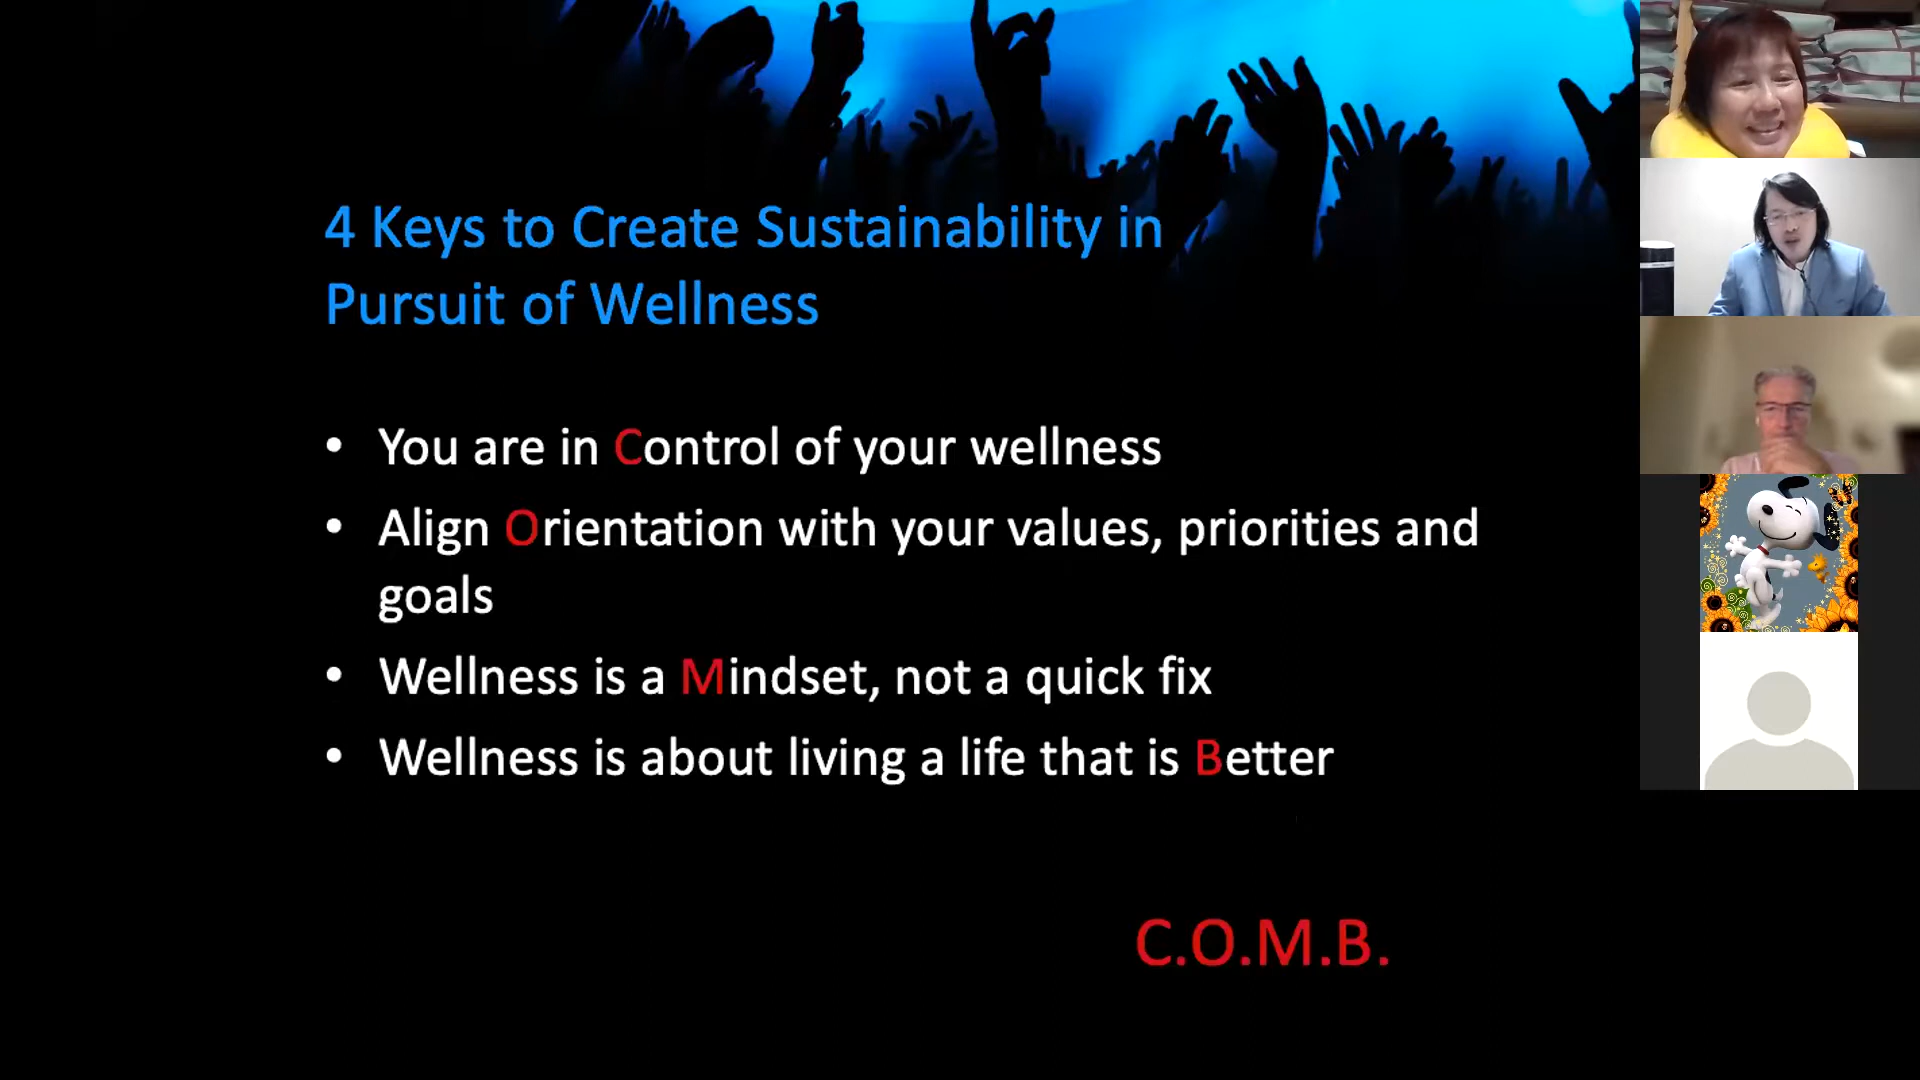 4 Keys to Create Sustainability in
Pursuit of Wellness
• You are in Control of your wellness
• Align Orientation with your values, priorities and
goals
• Wellness is a Mindset, not a quick fix
• Wellness is about living a life that is Better
C.O.M.B.